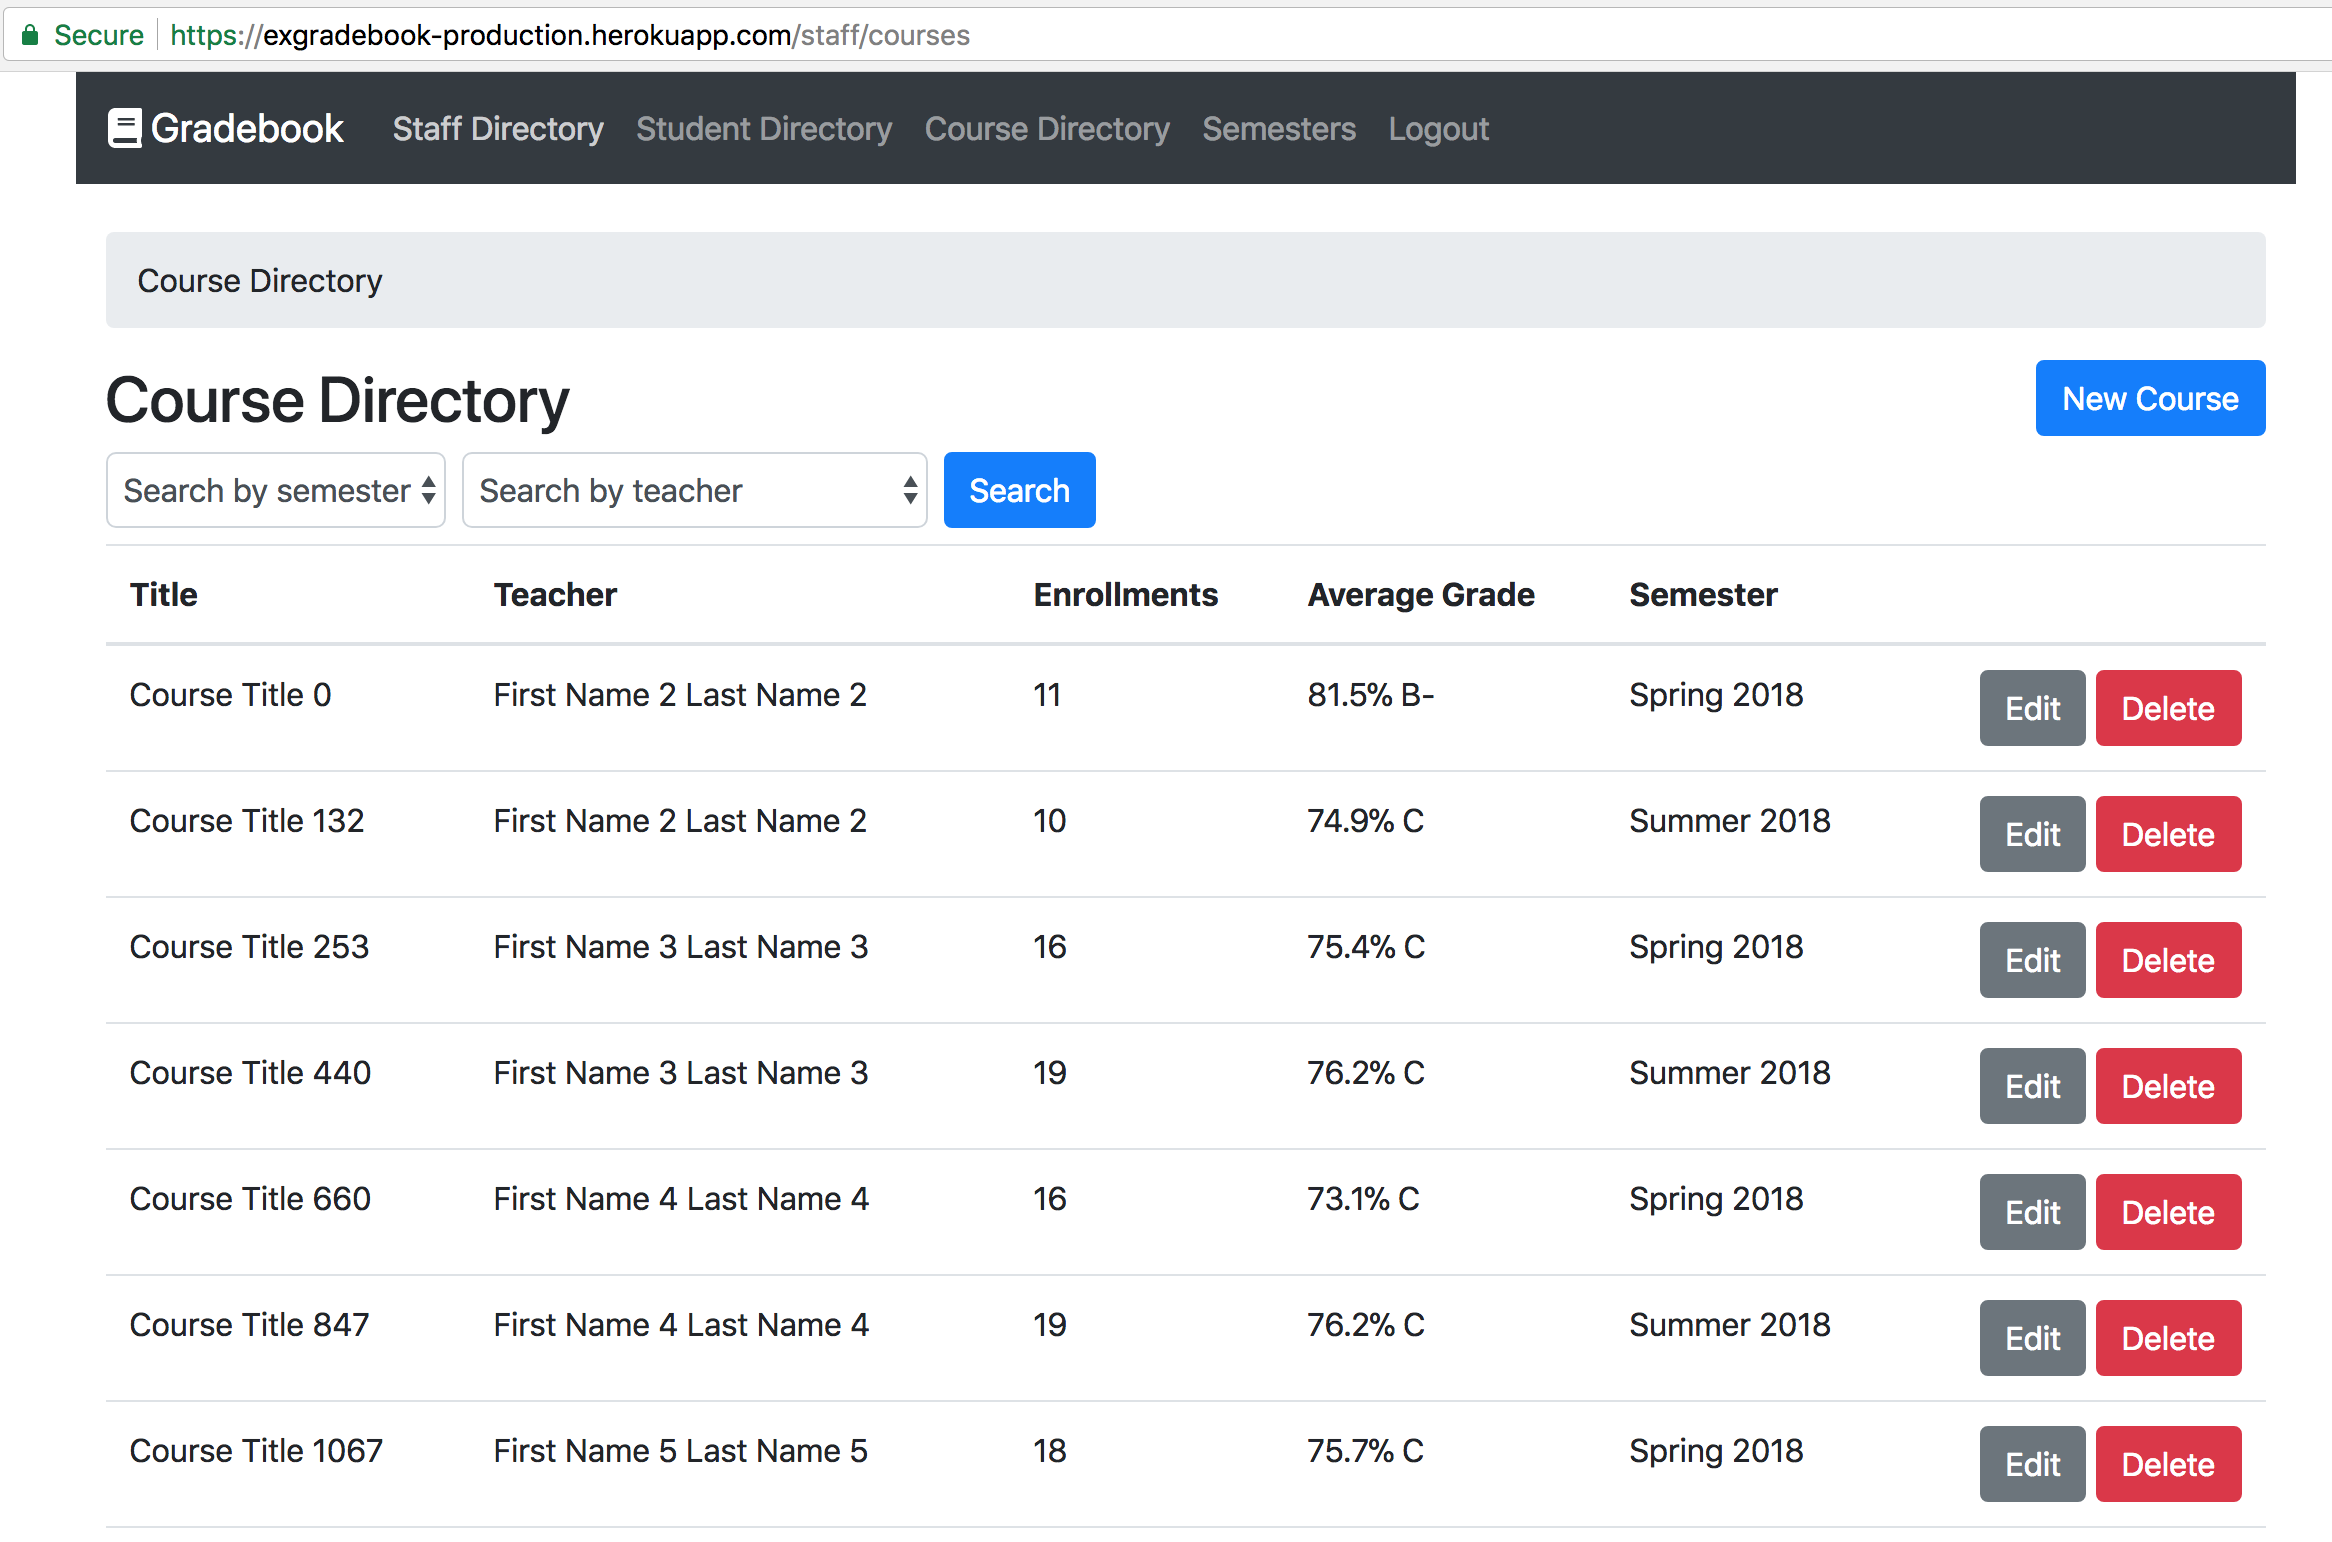 Secure https://exgradebook-production.herokuapp.com/staff/courses
Gradebook Staff Directory Student Directory Course Directory Semesters Logout
Course Directory
Course Directory New Course
Search by semester Search by teacher Search
Title Teacher Enrollments Average Grade Semester
Course Title 0 First Name 2 Last Name 2 11 81.5% B- Spring 2018 Edit Delete
Course Title 132 First Name 2 Last Name 2 10 74.9% C Summer 2018 Edit Delete
Course Title 253 First Name 3 Last Name 3 16 75.4% C Spring 2018 Edit Delete
Course Title 440 First Name 3 Last Name 3 19 76.2% C Summer 2018 Edit Delete
Course Title 660 First Name 4 Last Name 4 16 73.1% C Spring 2018 Edit Delete
Course Title 847 First Name 4 Last Name 4 19 76.2% C Summer 2018 Edit Delete
Course Title 1067 First Name 5 Last Name 5 18 75.7% C Spring 2018 Edit Delete